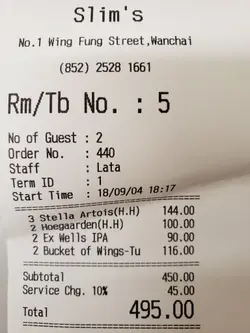 Slim's
No.1 Wing Fung Street,Wanchai
(852) 2528 1661
Rm/Tb No. : 5
No of Guest : 2
Order No. : 440
Staff : Lata
Term ID : 1
Start Time : 18/09/04 18:17
3 Stella Artois(H.H) 144.00
2 Hoegaarden(H.H) 100.00
2 Ex Wells IPA 90.00
2 Bucket of Wings-Tu 116.00
Subtotal 450.00
Service Chg. 10% 45.00
Total 495.00